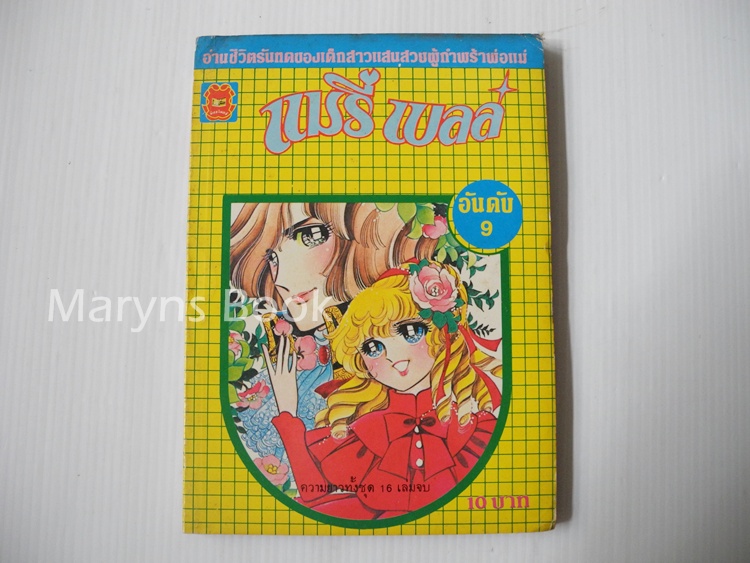 อ่านชีวิตรันทดของเด็กสาวแสนสวยผู้กำพร้าพ่อแม่
แมรี่ เบลล์
อันดับ
9
Maryns Book
ความยาวทั้งชุด 16 เล่มจบ
10 บาท